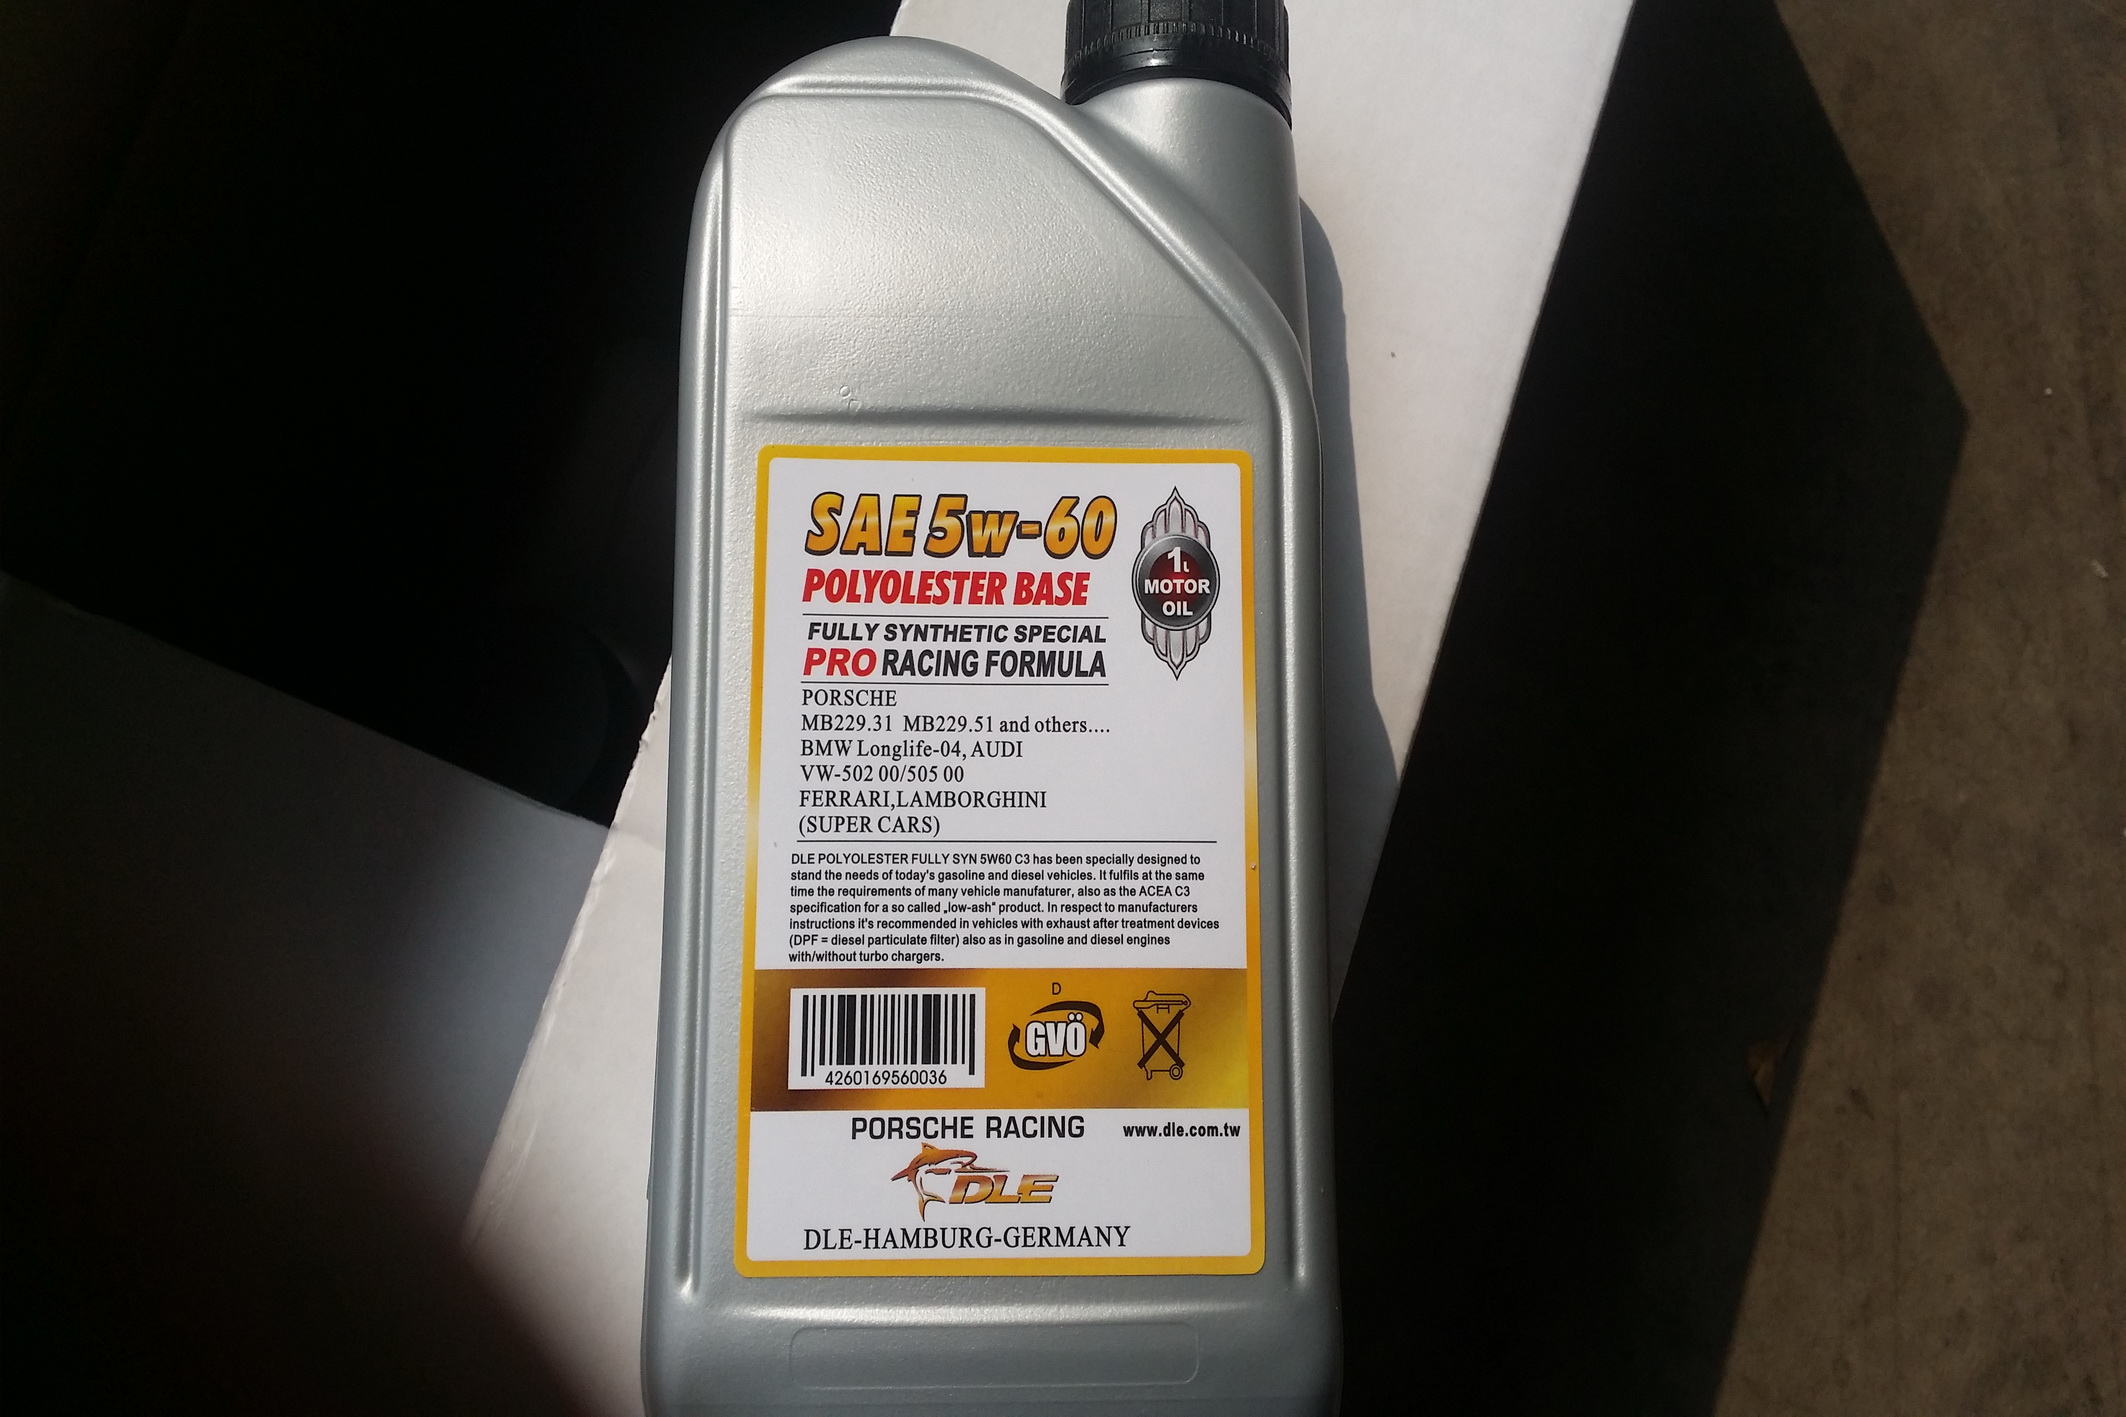 SAE 5w-60
POLYOLESTER BASE
FULLY SYNTHETIC SPECIAL
PRO RACING FORMULA
1L
MOTOR
OIL
PORSCHE
MB229.31 MB229.51 and others....
BMW Longlife-04, AUDI
VW-502 00/505 00
FERRARI,LAMBORGHINI
(SUPER CARS)
DLE POLYOLESTER FULLY SYN 5W60 C3 has been specially designed to
stand the needs of today's gasoline and diesel vehicles. It fulfils at the same
time the requirements of many vehicle manufaturer, also as the ACEA C3
specification for a so called „low-ash“ product. In respect to manufacturers
instructions it's recommended in vehicles with exhaust after treatment devices
(DPF = diesel particulate filter) also as in gasoline and diesel engines
with/without turbo chargers.
4260169560036
D
GVÖ
PORSCHE RACING www.dle.com.tw
DLE
DLE-HAMBURG-GERMANY